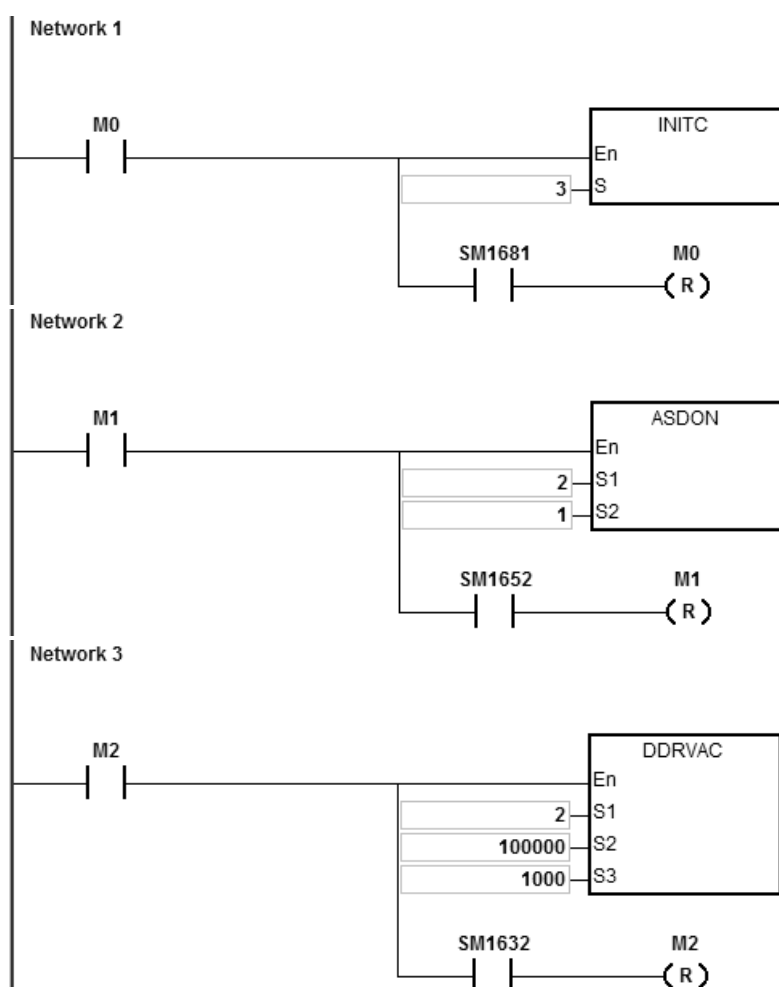 Network 1
M0
INITC
En
3 S
SM1681 M0
( R )
Network 2
M1
ASDON
En
2 S1
1 S2
SM1652 M1
( R )
Network 3
M2
DDRVAC
En
2 S1
100000 S2
1000 S3
SM1632 M2
( R )